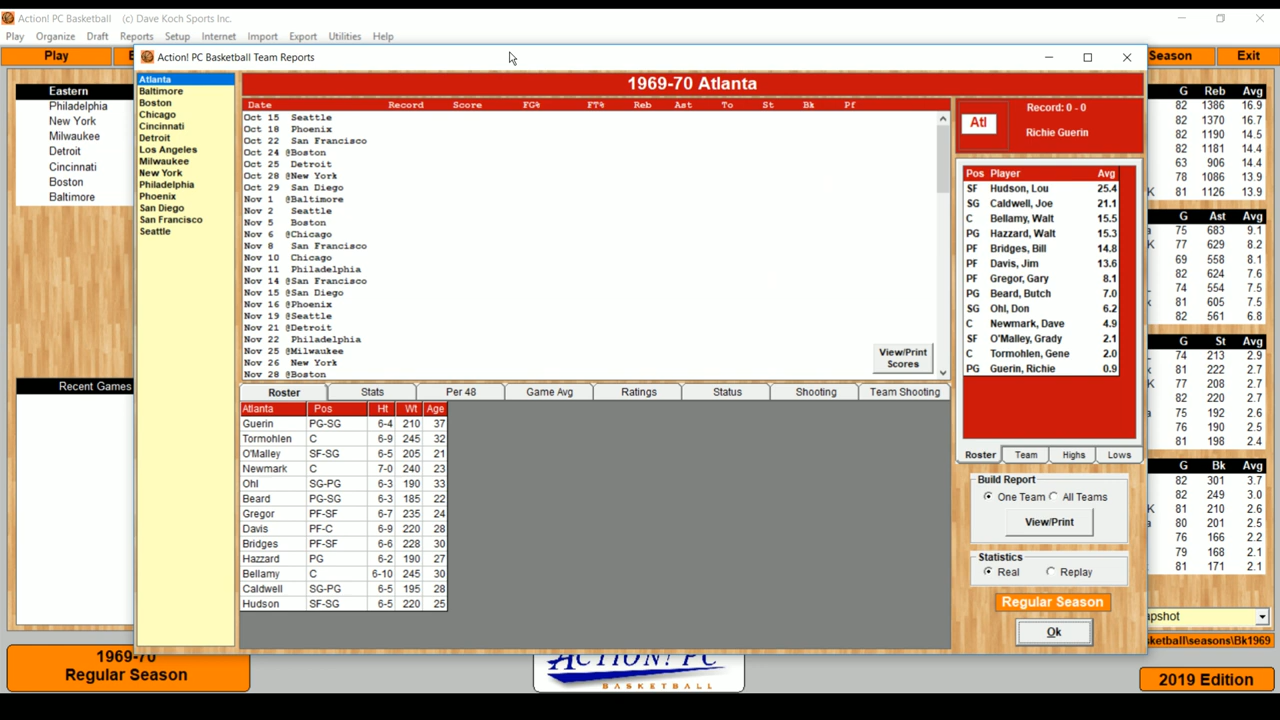 Action! PC Basketball (c) Dave Koch Sports Inc.
Play Organize Draft Reports Setup Internet Import Export Utilities Help
Play
Season Exit
Action! PC Basketball Team Reports
Eastern
Philadelphia
New York
Milwaukee
Detroit
Cincinnati
Boston
Baltimore
Recent Games
Atlanta
Baltimore
Boston
Chicago
Cincinnati
Detroit
Los Angeles
Milwaukee
New York
Philadelphia
Phoenix
San Diego
San Francisco
Seattle
1969-70 Atlanta
Date Record Score FG% FT% Reb Ast To St Bk Pf
Oct 15 Seattle
Oct 18 Phoenix
Oct 22 San Francisco
Oct 24 @Boston
Oct 25 Detroit
Oct 28 @New York
Oct 29 San Diego
Nov 1 @Baltimore
Nov 2 Seattle
Nov 5 Boston
Nov 6 @Chicago
Nov 8 San Francisco
Nov 10 Chicago
Nov 11 Philadelphia
Nov 14 @San Francisco
Nov 15 @San Diego
Nov 16 @Phoenix
Nov 19 @Seattle
Nov 21 @Detroit
Nov 22 Philadelphia
Nov 25 @Milwaukee
Nov 26 New York
Nov 28 @Boston
View/Print
Scores
Roster Stats Per 48 Game Avg Ratings Status Shooting Team Shooting
Atlanta Pos Ht Wt Age
Guerin PG-SG 6-4 210 37
Tormohlen C 6-9 245 32
O'Malley SF-SG 6-5 205 21
Newmark C 7-0 240 23
Ohl SG-PG 6-3 190 33
Beard PG-SG 6-3 185 22
Gregor PF-SF 6-7 235 24
Davis PF-C 6-9 220 28
Bridges PF-SF 6-6 228 30
Hazzard PG 6-2 190 27
Bellamy C 6-10 245 30
Caldwell SG-PG 6-5 195 28
Hudson SF-SG 6-5 220 25
Atl
Record: 0 - 0
Richie Guerin
Pos Player Avg
SF Hudson, Lou 25.4
SG Caldwell, Joe 21.1
C Bellamy, Walt 15.5
PG Hazzard, Walt 15.3
PF Bridges, Bill 14.8
PF Davis, Jim 13.6
PF Gregor, Gary 8.1
PG Beard, Butch 7.0
SG Ohl, Don 6.2
C Newmark, Dave 4.9
SF O'Malley, Grady 2.1
C Tormohlen, Gene 2.0
PG Guerin, Richie 0.9
Roster Team Highs Lows
Build Report
One Team All Teams
View/Print
Statistics
Real Replay
Regular Season
Ok
G Reb Avg
82 1386 16.9
82 1370 16.7
82 1190 14.5
82 1181 14.4
63 906 14.4
78 1086 13.9
K 81 1126 13.9
G Ast Avg
75 683 9.1
77 629 8.2
69 558 8.1
82 624 7.6
74 554 7.5
81 605 7.5
82 561 6.8
G St Avg
74 213 2.9
81 222 2.7
77 208 2.7
82 220 2.7
75 192 2.6
76 190 2.5
81 198 2.4
G Bk Avg
82 301 3.7
82 249 3.0
81 210 2.6
80 201 2.5
76 166 2.2
79 168 2.1
81 171 2.1
apshot
sketball\seasons\Bk1969
1969-70
Regular Season
ACTION! PC
BASKETBALL
2019 Edition